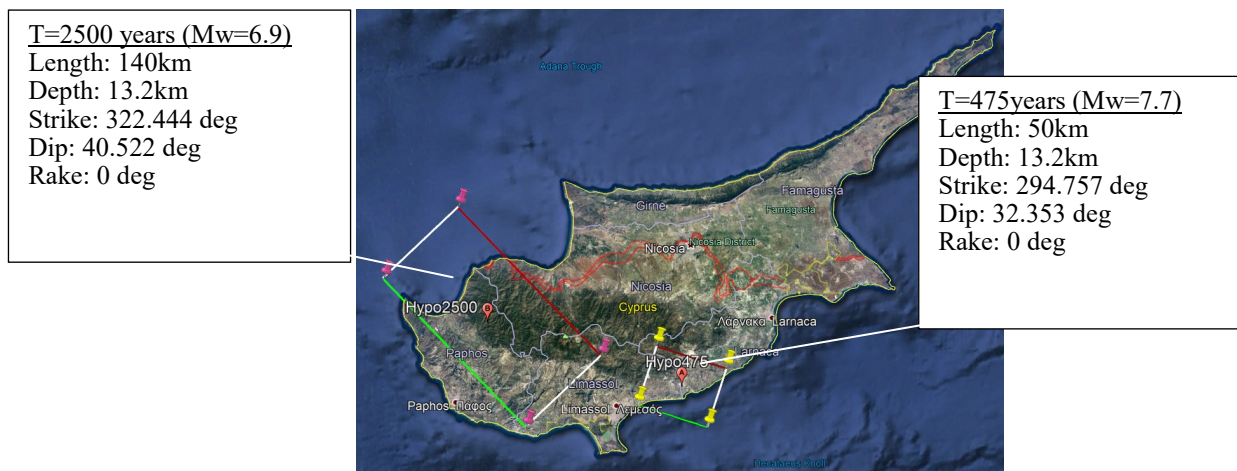 T=2500 years (Mw=6.9)
Length: 140km
Depth: 13.2km
Strike: 322.444 deg
Dip: 40.522 deg
Rake: 0 deg
T=475years (Mw=7.7)
Length: 50km
Depth: 13.2km
Strike: 294.757 deg
Dip: 32.353 deg
Rake: 0 deg
Adana Trough
Girne
Famagusta
Famagusta
Nicosia
Nicosia District
Nicosia
Cyprus
Hypo2500
B
Λάρνακα Larnaca
Paphos
Hypo475
arnaca
A
Limassol
Paphos Πάφος
Limassol Λεμεσός